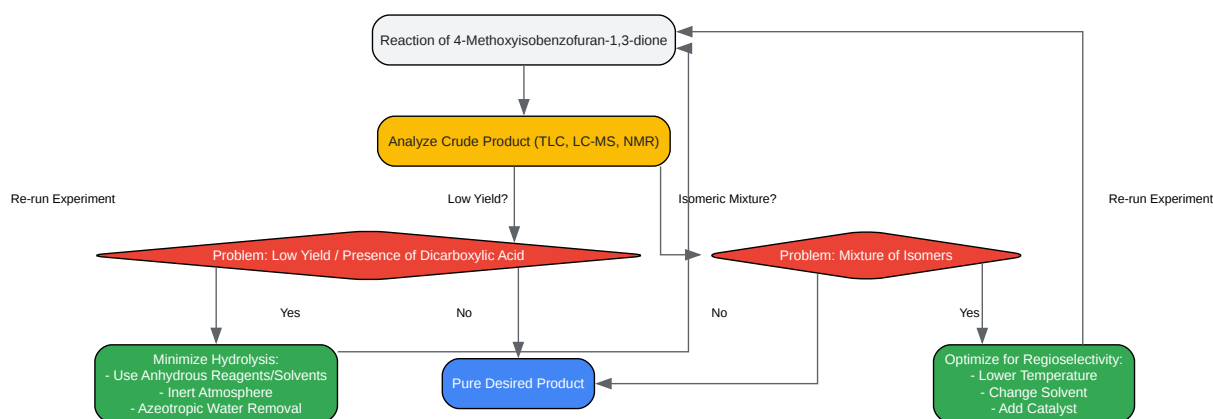 Reaction of 4-Methoxyisobenzofuran-1,3-dione
Analyze Crude Product (TLC, LC-MS, NMR)
Re-run Experiment
Low Yield?
Isomeric Mixture?
Re-run Experiment
Problem: Low Yield / Presence of Dicarboxylic Acid
Problem: Mixture of Isomers
Yes
No
No
Yes
Minimize Hydrolysis:
- Use Anhydrous Reagents/Solvents
- Inert Atmosphere
- Azeotropic Water Removal
Pure Desired Product
Optimize for Regioselectivity:
- Lower Temperature
- Change Solvent
- Add Catalyst